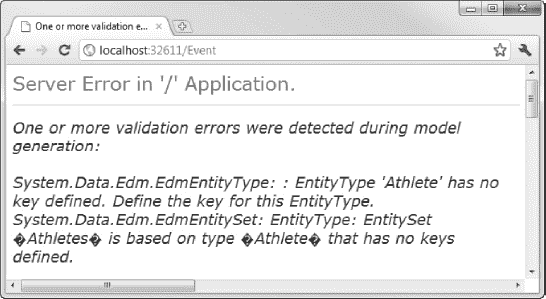 One or more validation e...
localhost:32611/Event
Server Error in '/' Application.
One or more validation errors were detected during model
generation:
System.Data.Edm.EdmEntityType: : EntityType 'Athlete' has no
key defined. Define the key for this EntityType.
System.Data.Edm.EdmEntitySet: EntityType: EntitySet
�Athletes� is based on type �Athlete� that has no keys
defined.